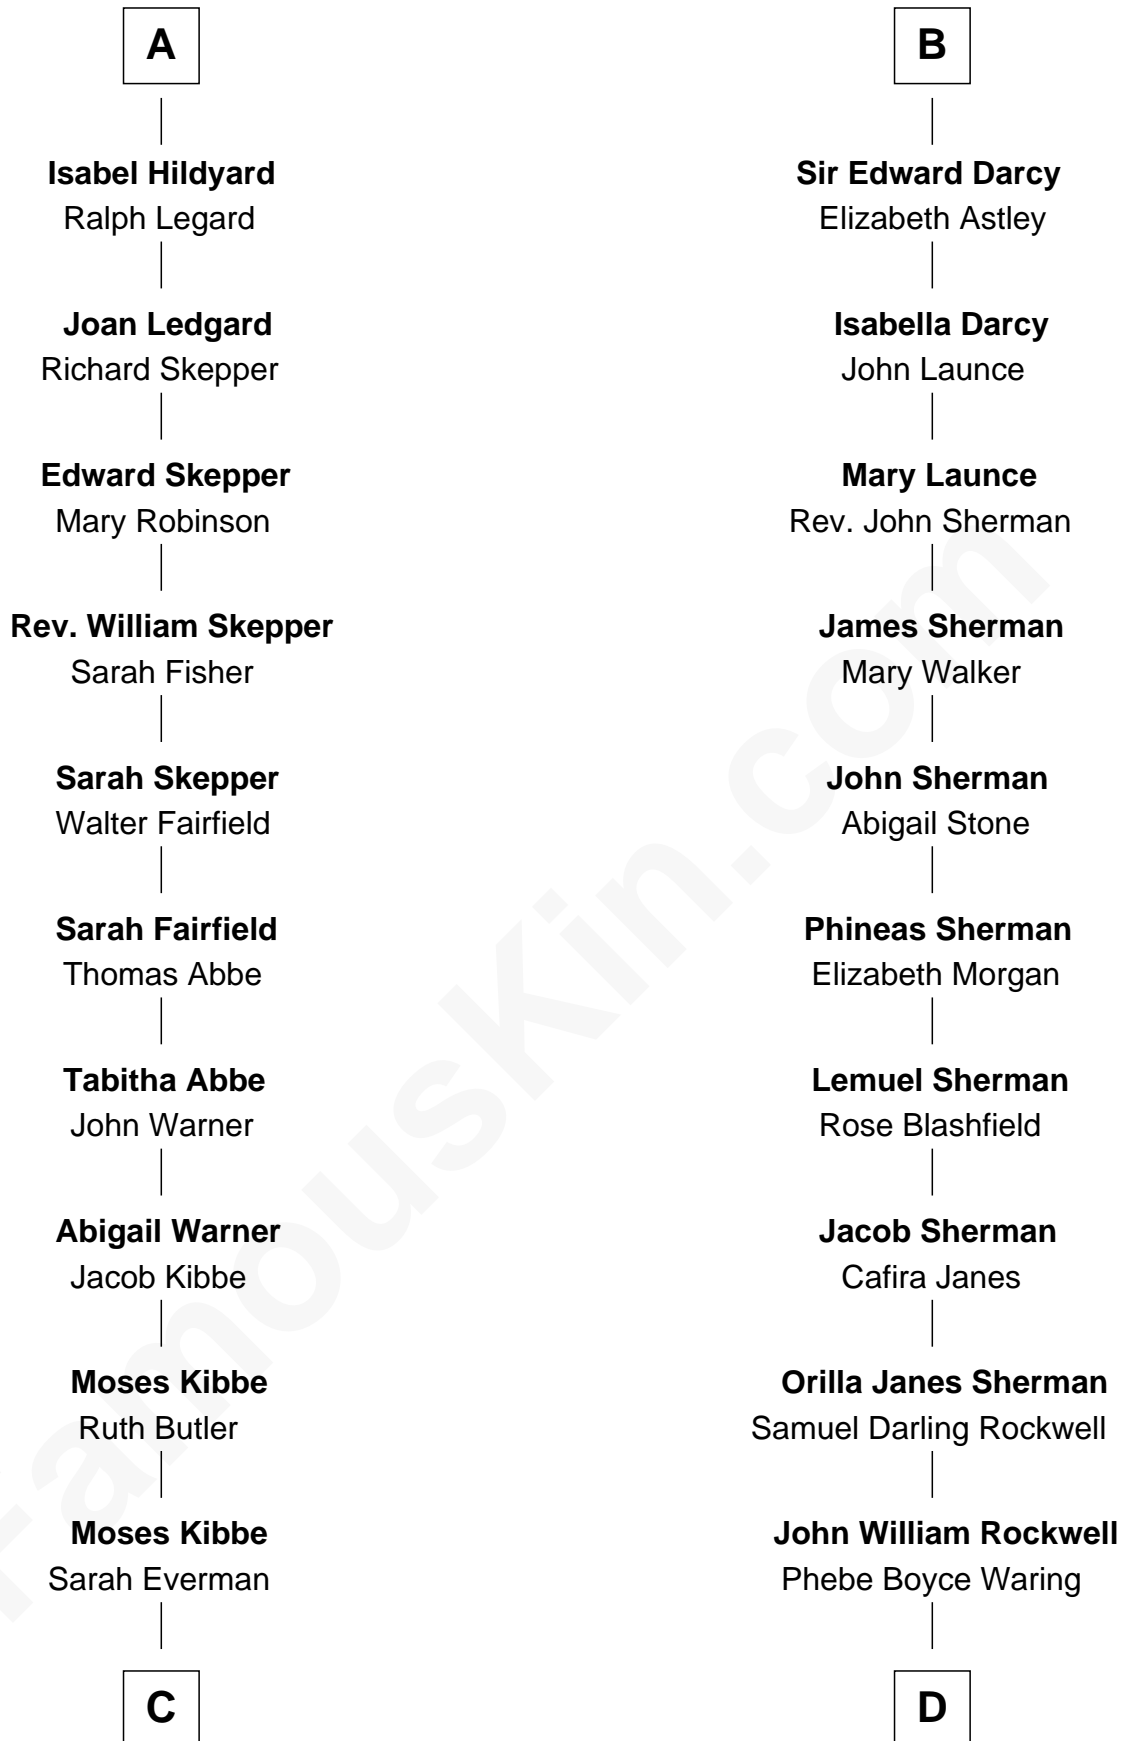 A
Isabel Hildyard
Ralph Legard
Joan Ledgard
Richard Skepper
Edward Skepper
Mary Robinson
Rev. William Skepper
Sarah Fisher
Sarah Skepper
Walter Fairfield
Sarah Fairfield
Thomas Abbe
Tabitha Abbe
John Warner
Abigail Warner
Jacob Kibbe
Moses Kibbe
Ruth Butler
Moses Kibbe
Sarah Everman
C
B
Sir Edward Darcy
Elizabeth Astley
Isabella Darcy
John Launce
Mary Launce
Rev. John Sherman
James Sherman
Mary Walker
John Sherman
Abigail Stone
Phineas Sherman
Elizabeth Morgan
Lemuel Sherman
Rose Blashfield
Jacob Sherman
Cafira Janes
Orilla Janes Sherman
Samuel Darling Rockwell
John William Rockwell
Phebe Boyce Waring
D
FamousKin.com